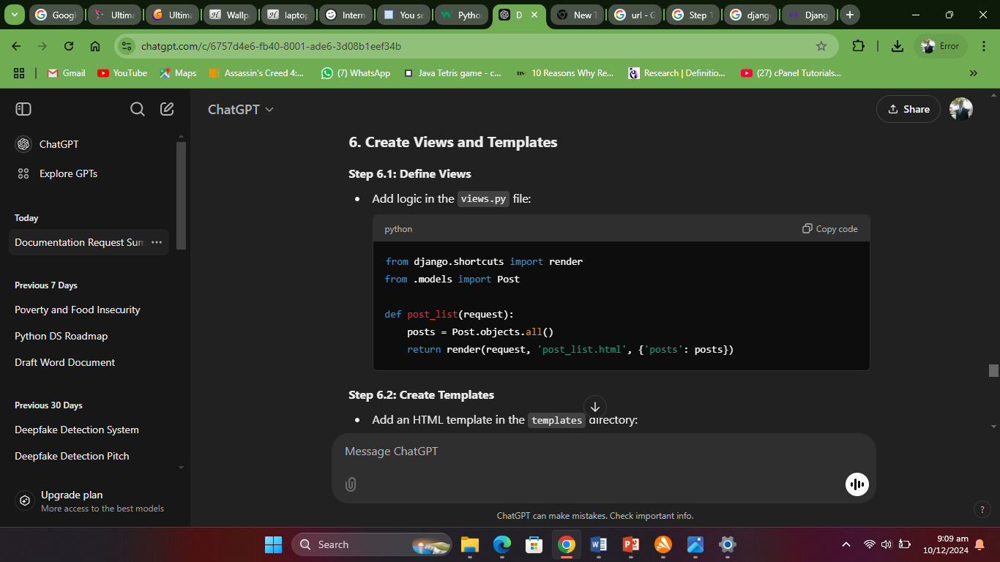 Googl
Ultima
Ultima
Wallpa
laptop
Intern
You se
Python
D
New T
url - G
Step 1
djang
Djang
chatgpt.com/c/6757d4e6-fb40-8001-ade6-3d08b1eef34b
Error
Gmail
YouTube
Maps
Assassin's Creed 4:...
(7) WhatsApp
Java Tetris game - c...
10 Reasons Why Re...
Research | Definitio...
(27) cPanel Tutorials...
ChatGPT
Share
ChatGPT
Explore GPTs
Today
Documentation Request Sum
Previous 7 Days
Poverty and Food Insecurity
Python DS Roadmap
Draft Word Document
Previous 30 Days
Deepfake Detection System
Deepfake Detection Pitch
Upgrade plan
More access to the best models
6. Create Views and Templates
Step 6.1: Define Views
• Add logic in the views.py file:
python
Copy code
from django.shortcuts import render
from .models import Post
def post_list(request):
posts = Post.objects.all()
return render(request, 'post_list.html', {'posts': posts})
Step 6.2: Create Templates
• Add an HTML template in the templates directory:
Message ChatGPT
ChatGPT can make mistakes. Check important info.
?
Search
9:09 am
10/12/2024